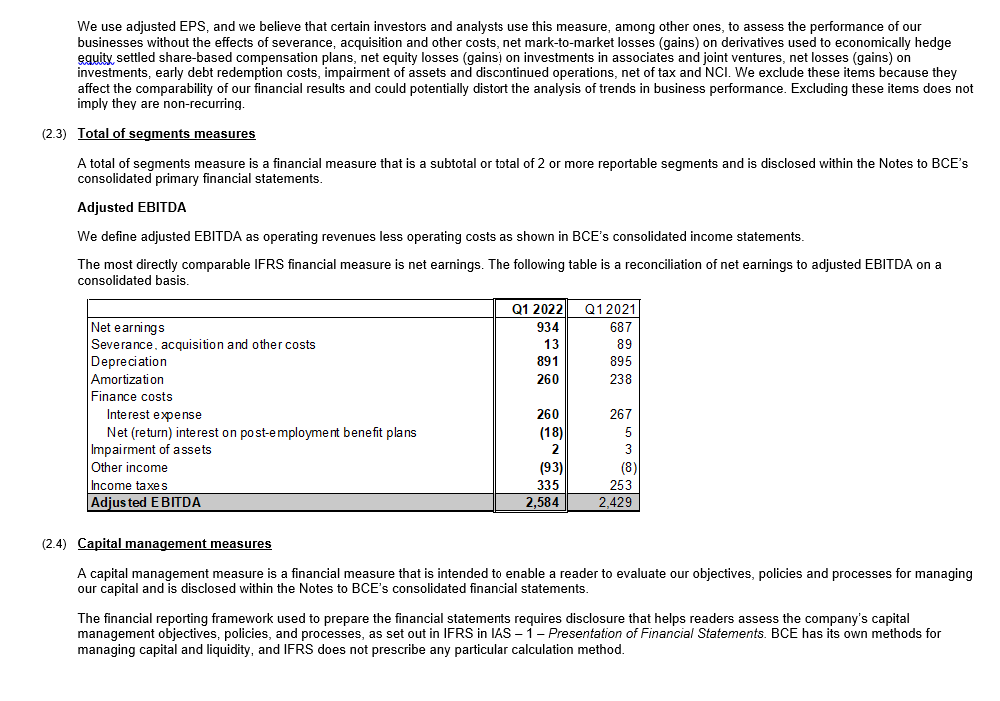 We use adjusted EPS, and we believe that certain investors and analysts use this measure, among other ones, to assess the performance of our
businesses without the effects of severance, acquisition and other costs, net mark-to-market losses (gains) on derivatives used to economically hedge
equity settled share-based compensation plans, net equity losses (gains) on investments in associates and joint ventures, net losses (gains) on
investments, early debt redemption costs, impairment of assets and discontinued operations, net of tax and NCI. We exclude these items because they
affect the comparability of our financial results and could potentially distort the analysis of trends in business performance. Excluding these items does not
imply they are non-recurring.
(2.3) Total of segments measures
A total of segments measure is a financial measure that is a subtotal or total of 2 or more reportable segments and is disclosed within the Notes to BCE's
consolidated primary financial statements.
Adjusted EBITDA
We define adjusted EBITDA as operating revenues less operating costs as shown in BCE's consolidated income statements.
The most directly comparable IFRS financial measure is net earnings. The following table is a reconciliation of net earnings to adjusted EBITDA on a
consolidated basis.
Q1 2022 Q1 2021
Net earnings 934 687
Severance, acquisition and other costs 13 89
Depreciation 891 895
Amortization 260 238
Finance costs
Interest expense 260 267
Net (return) interest on post-employment benefit plans (18) 5
Impairment of assets 2 3
Other income (93) (8)
Income taxes 335 253
Adjusted EBITDA 2,584 2,429
(2.4) Capital management measures
A capital management measure is a financial measure that is intended to enable a reader to evaluate our objectives, policies and processes for managing
our capital and is disclosed within the Notes to BCE's consolidated financial statements.
The financial reporting framework used to prepare the financial statements requires disclosure that helps readers assess the company's capital
management objectives, policies, and processes, as set out in IFRS in IAS – 1 – Presentation of Financial Statements. BCE has its own methods for
managing capital and liquidity, and IFRS does not prescribe any particular calculation method.